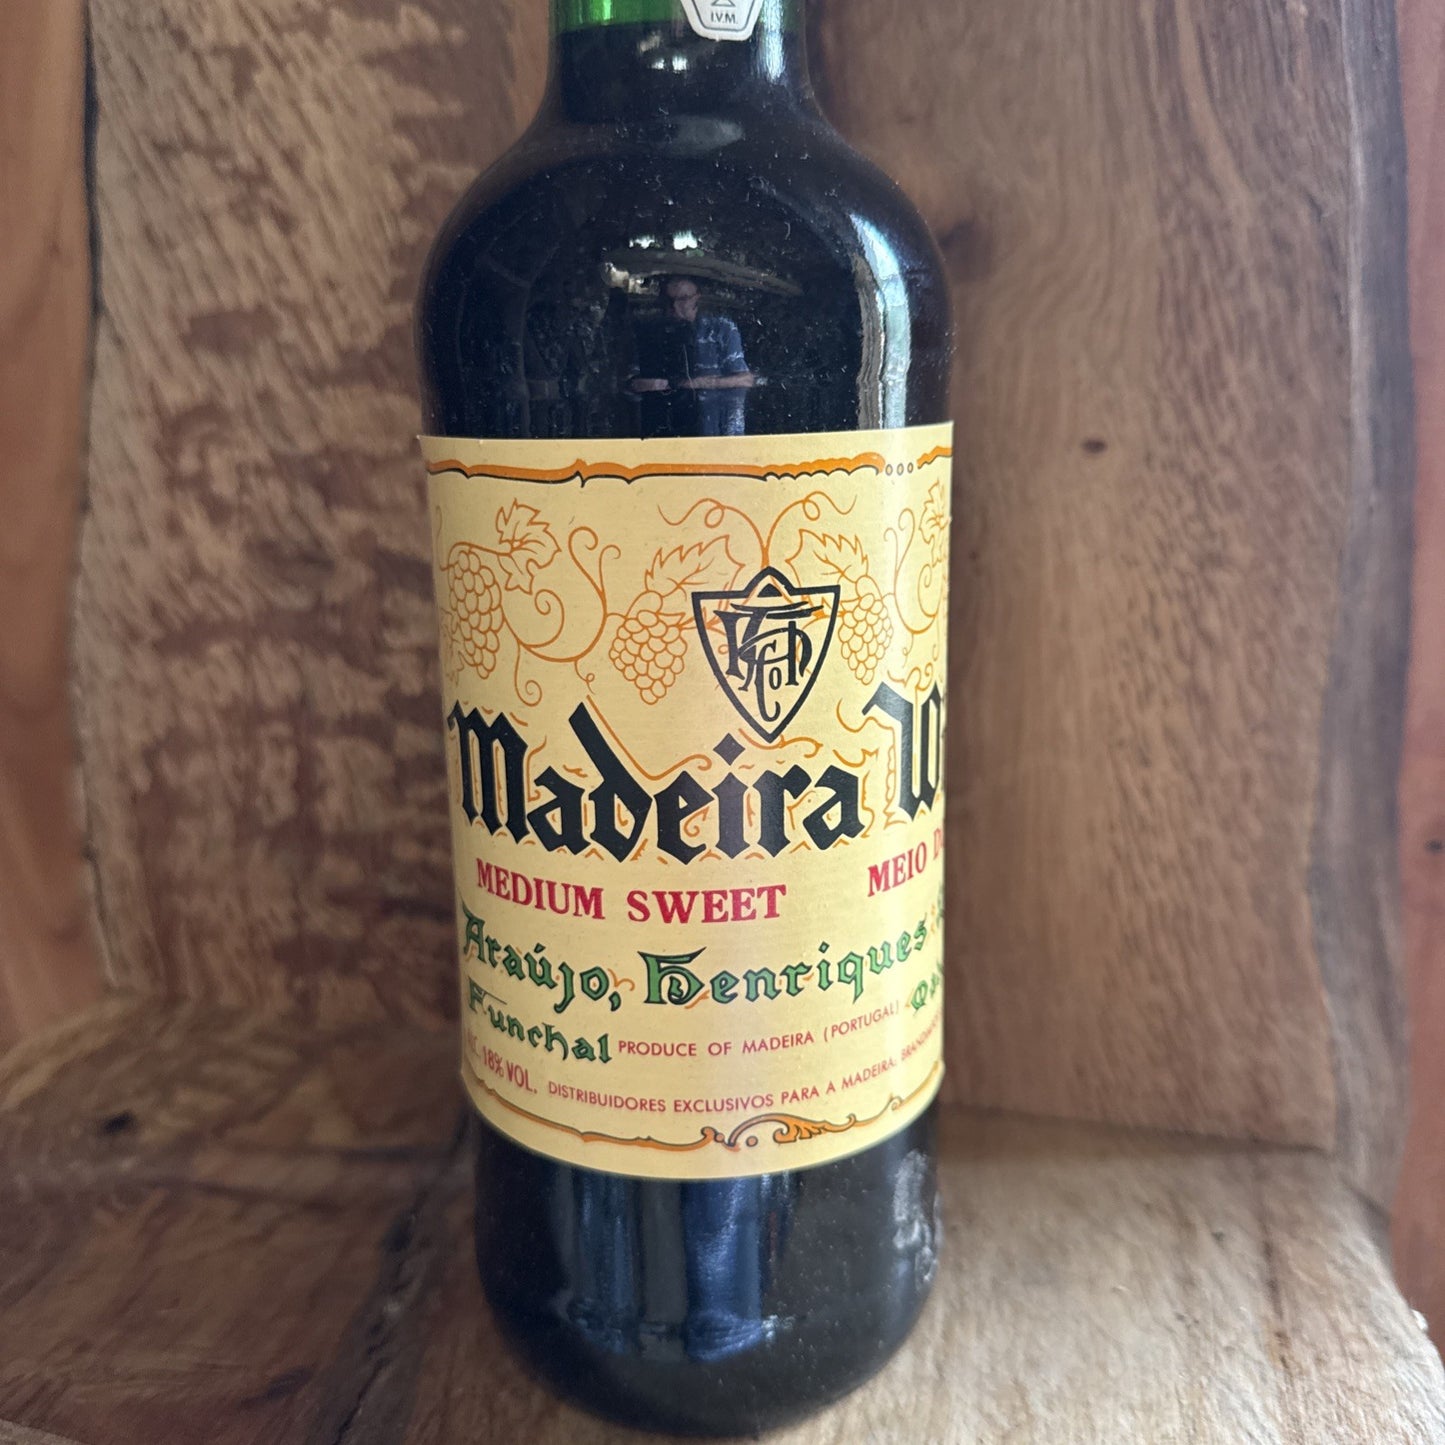 I.V.M.
Madeira
MEDIUM SWEET MEIO
Araújo, Henriques
Funchal PRODUCE OF MADEIRA (PORTUGAL)
18% VOL. DISTRIBUIDORES EXCLUSIVOS PARA A MADEIRA: